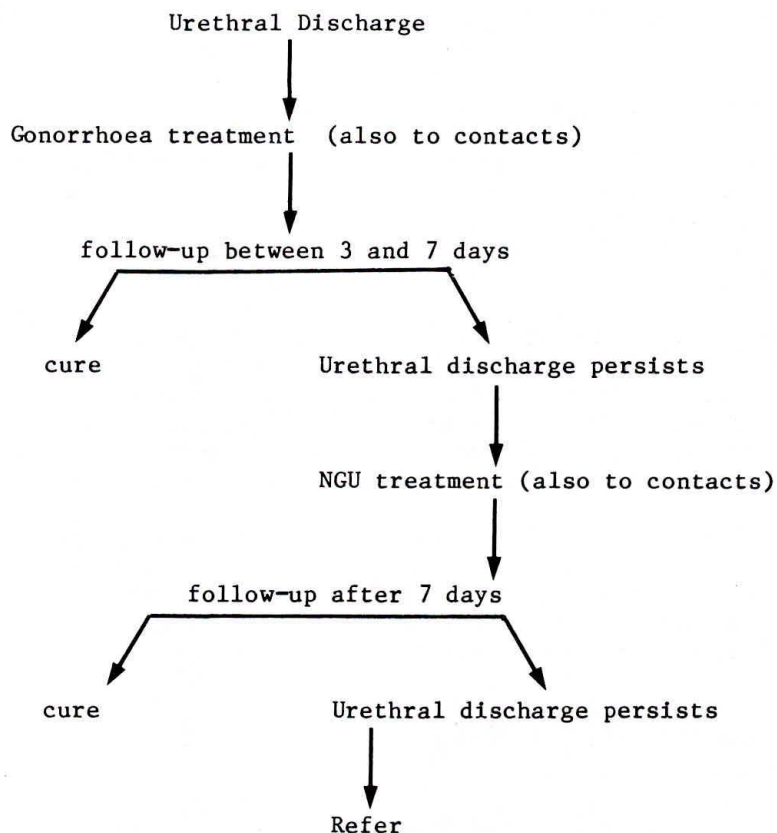 Urethral Discharge
Gonorrhoea treatment (also to contacts)
follow-up between 3 and 7 days
cure
Urethral discharge persists
NGU treatment (also to contacts)
follow-up after 7 days
cure
Urethral discharge persists
Refer